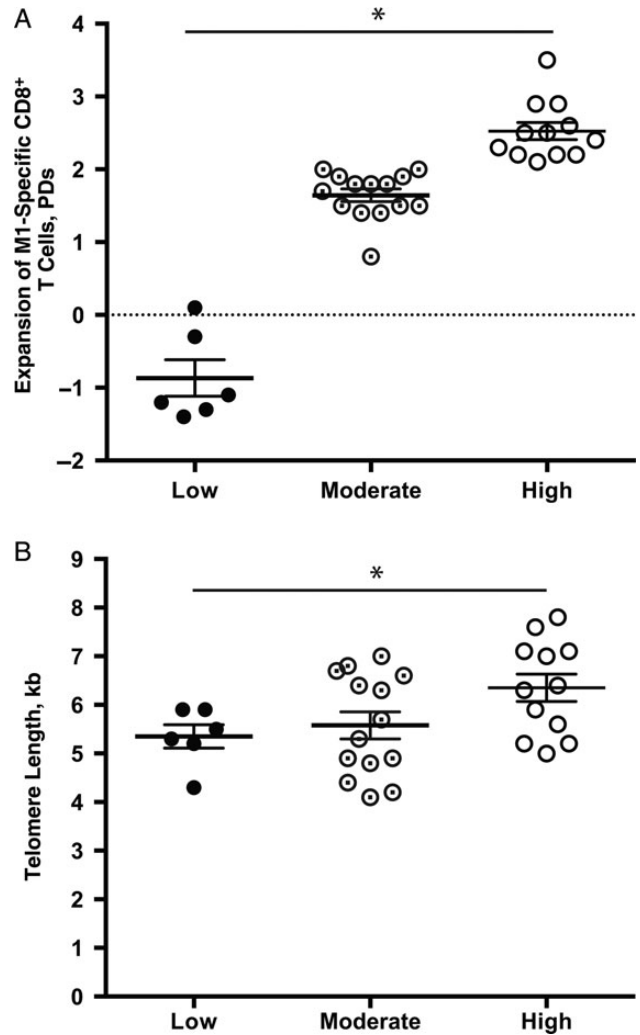 A
Expansion of M1-Specific CD8+
T Cells, PDs
4
3
2
1
0
–1
–2
*
Low Moderate High
B
Telomere Length, kb
9
8
7
6
5
4
3
2
1
0
*
Low Moderate High